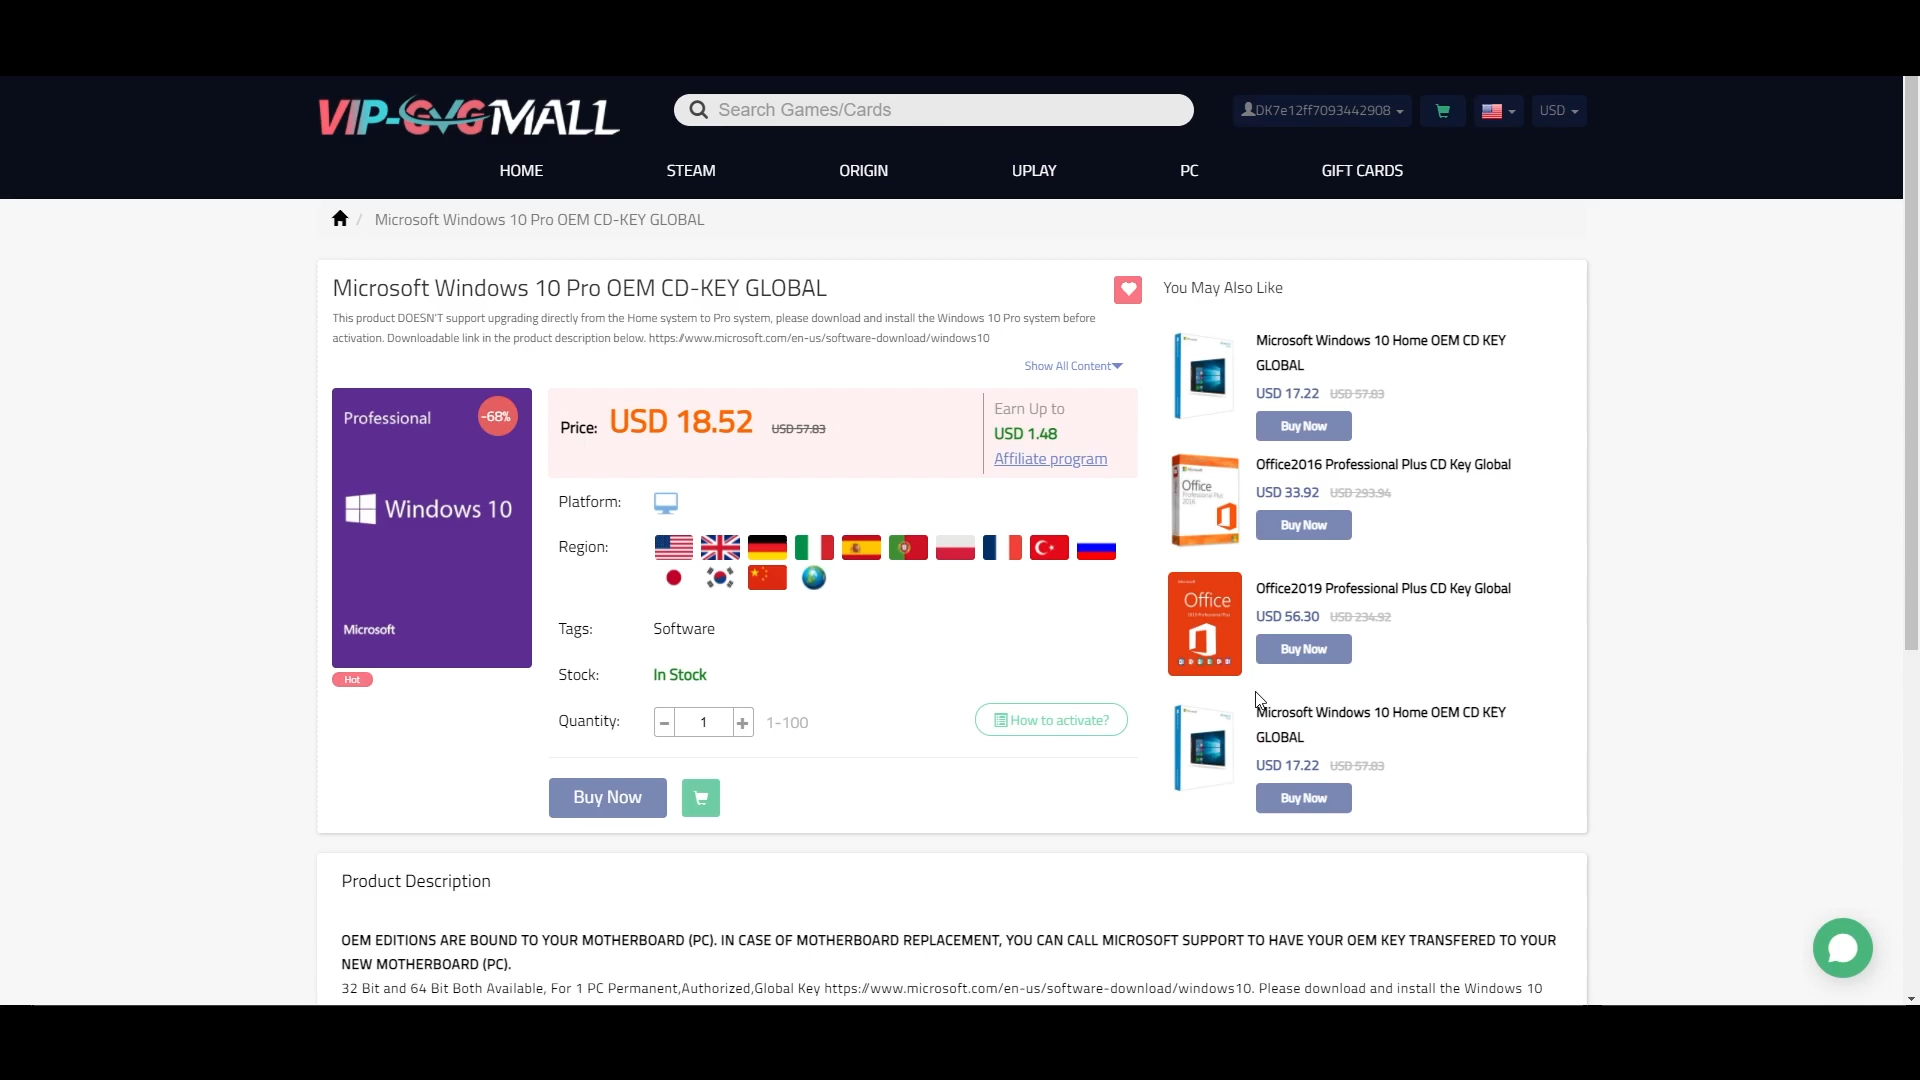 VIP-GVGMALL
Search Games/Cards
DK7e12ff7093442908
USD
HOME
STEAM
ORIGIN
UPLAY
PC
GIFT CARDS
/ Microsoft Windows 10 Pro OEM CD-KEY GLOBAL
Microsoft Windows 10 Pro OEM CD-KEY GLOBAL
This product DOESN'T support upgrading directly from the Home system to Pro system, please download and install the Windows 10 Pro system before
activation. Downloadable link in the product description below. https://www.microsoft.com/en-us/software-download/windows10
Show All Content
Professional
-68%
Windows 10
Microsoft
Hot
Price: USD 18.52 USD 57.83
Earn Up to
USD 1.48
Affiliate program
Platform:
Region:
Tags: Software
Stock: In Stock
Quantity: - 1 + 1-100
How to activate?
Buy Now
You May Also Like
Microsoft Windows 10 Home OEM CD KEY
GLOBAL
USD 17.22 USD 57.83
Buy Now
Office
Office2016 Professional Plus CD Key Global
USD 33.92 USD 293.94
Buy Now
Office
Office2019 Professional Plus CD Key Global
USD 56.30 USD 234.92
Buy Now
Microsoft Windows 10 Home OEM CD KEY
GLOBAL
USD 17.22 USD 57.83
Buy Now
Product Description
OEM EDITIONS ARE BOUND TO YOUR MOTHERBOARD (PC). IN CASE OF MOTHERBOARD REPLACEMENT, YOU CAN CALL MICROSOFT SUPPORT TO HAVE YOUR OEM KEY TRANSFERED TO YOUR
NEW MOTHERBOARD (PC).
32 Bit and 64 Bit Both Available, For 1 PC Permanent,Authorized,Global Key https://www.microsoft.com/en-us/software-download/windows10. Please download and install the Windows 10